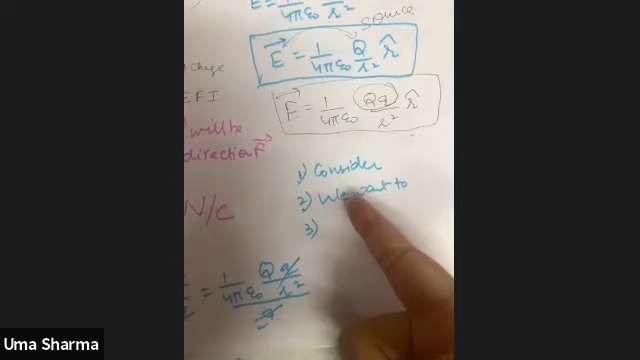 E = 1/4πε₀ r²
source
E⃗ = 1/4πε₀ Q/r² r̂
EFI
F⃗ = 1/4πε₀ Qq/r² r̂
will be
direction F⃗
1) Consider
2) We want to
N/C
3)
= 1/4πε₀ Qq/r² / q
Uma Sharma